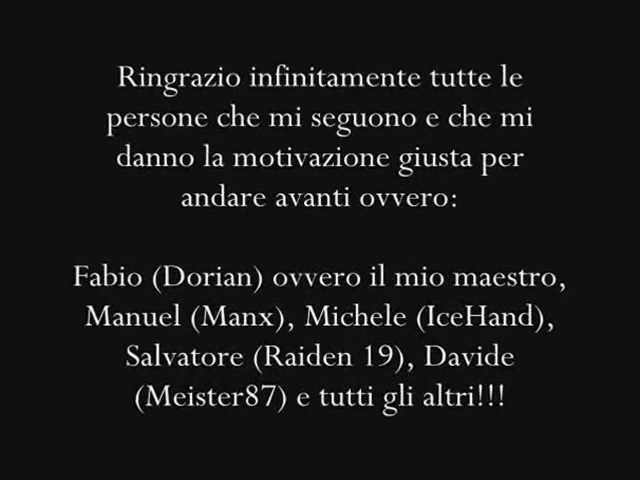 Ringrazio infinitamente tutte le
persone che mi seguono e che mi
danno la motivazione giusta per
andare avanti ovvero:
Fabio (Dorian) ovvero il mio maestro,
Manuel (Manx), Michele (IceHand),
Salvatore (Raiden 19), Davide
(Meister87) e tutti gli altri!!!